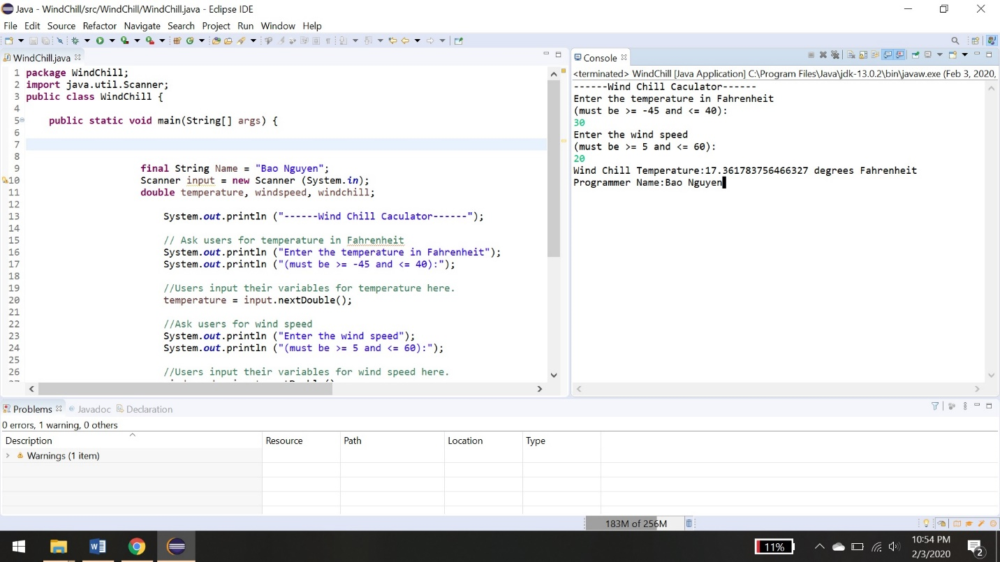 Java - WindChill/src/WindChill/WindChill.java - Eclipse IDE
File Edit Source Refactor Navigate Search Project Run Window Help
WindChill.java
1 package WindChill;
2 import java.util.Scanner;
3 public class WindChill {
4
5 public static void main(String[] args) {
6
7
8
9 final String Name = "Bao Nguyen";
10 Scanner input = new Scanner (System.in);
11 double temperature, windspeed, windchill;
12
13 System.out.println ("------Wind Chill Caculator------");
14
15 // Ask users for temperature in Fahrenheit
16 System.out.println ("Enter the temperature in Fahrenheit");
17 System.out.println ("(must be >= -45 and <= 40):");
18
19 //Users input their variables for temperature here.
20 temperature = input.nextDouble();
21
22 //Ask users for wind speed
23 System.out.println ("Enter the wind speed");
24 System.out.println ("(must be >= 5 and <= 60):");
25
26 //Users input their variables for wind speed here.
Console
<terminated> WindChill [Java Application] C:\Program Files\Java\jdk-13.0.2\bin\javaw.exe (Feb 3, 2020,
------Wind Chill Caculator------
Enter the temperature in Fahrenheit
(must be >= -45 and <= 40):
30
Enter the wind speed
(must be >= 5 and <= 60):
20
Wind Chill Temperature:17.361783756466327 degrees Fahrenheit
Programmer Name:Bao Nguyen
Problems Javadoc Declaration
0 errors, 1 warning, 0 others
Description Resource Path Location Type
Warnings (1 item)
183M of 256M
11%
10:54 PM
2/3/2020
2